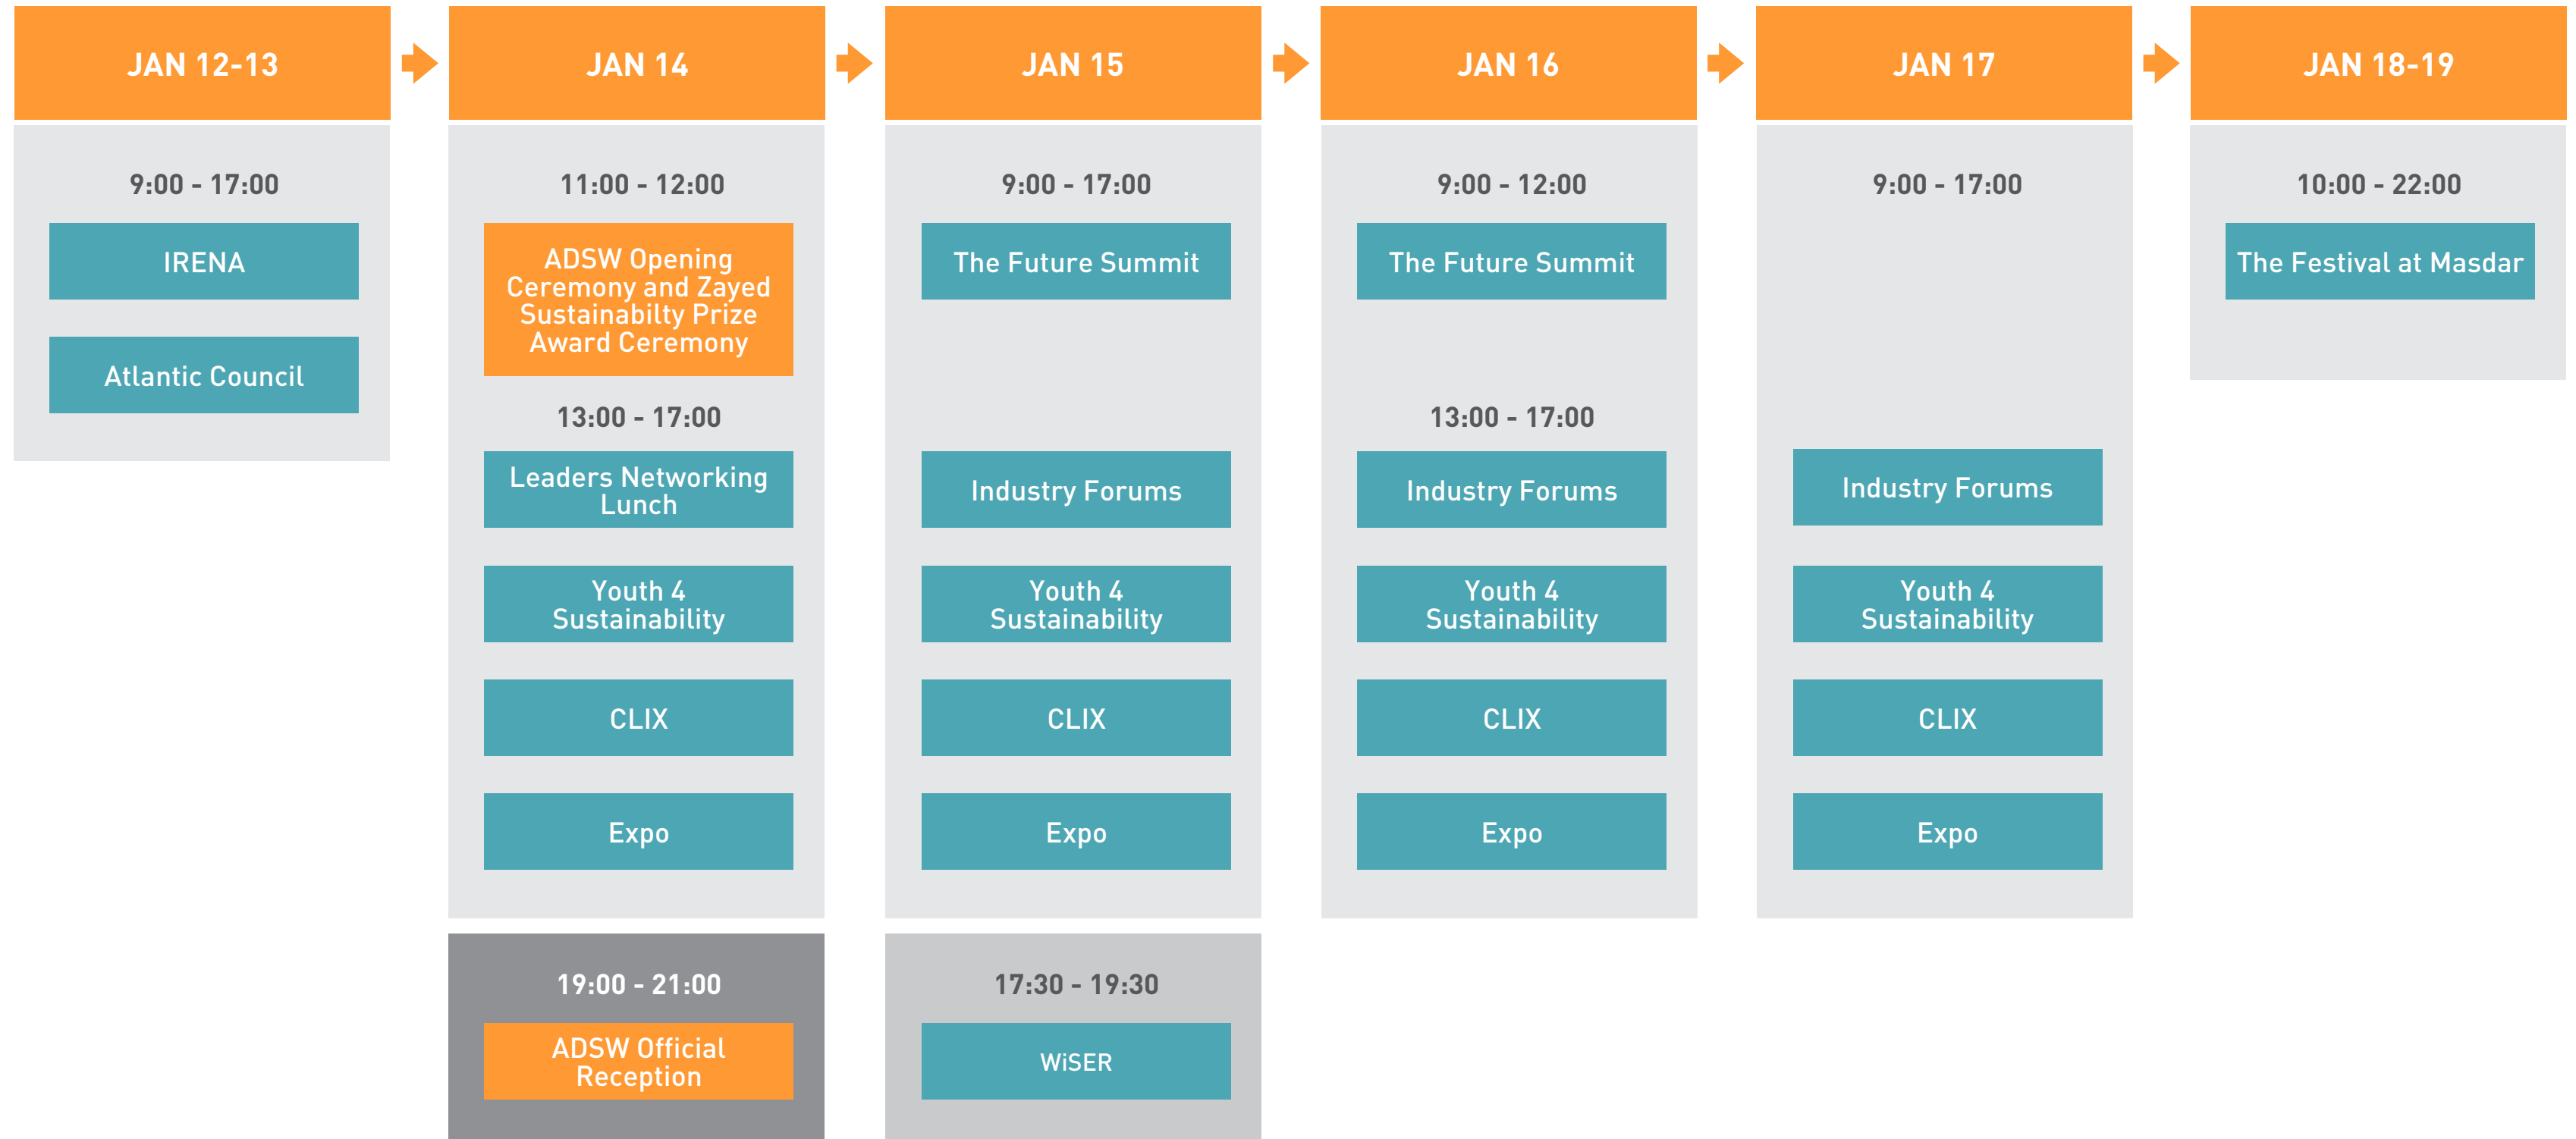 JAN 12-13
9:00 - 17:00
IRENA
Atlantic Council
JAN 14
11:00 - 12:00
ADSW Opening
Ceremony and Zayed
Sustainabilty Prize
Award Ceremony
13:00 - 17:00
Leaders Networking
Lunch
Youth 4
Sustainability
CLIX
Expo
19:00 - 21:00
ADSW Official
Reception
JAN 15
9:00 - 17:00
The Future Summit
Industry Forums
Youth 4
Sustainability
CLIX
Expo
17:30 - 19:30
WiSER
JAN 16
9:00 - 12:00
The Future Summit
13:00 - 17:00
Industry Forums
Youth 4
Sustainability
CLIX
Expo
JAN 17
9:00 - 17:00
Industry Forums
Youth 4
Sustainability
CLIX
Expo
JAN 18-19
10:00 - 22:00
The Festival at Masdar